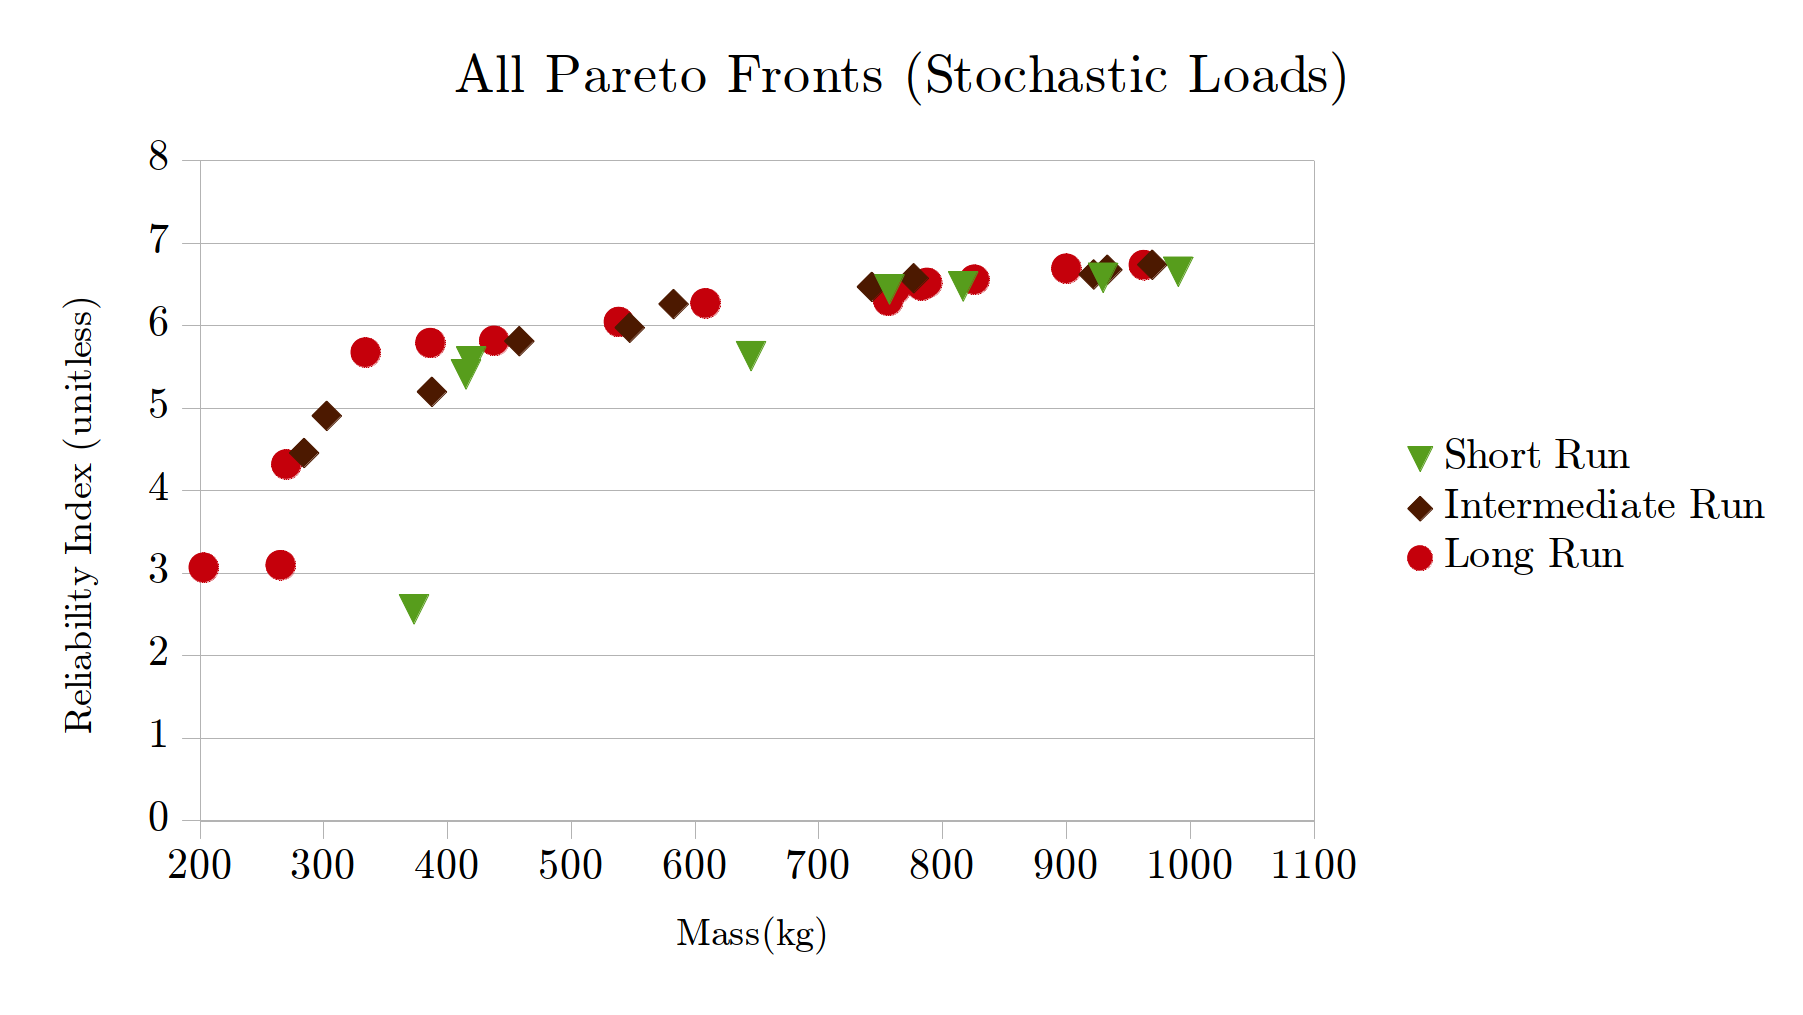 All Pareto Fronts (Stochastic Loads)
8
7
6
5
4
3
2
1
0
Reliability Index (unitless)
200 300 400 500 600 700 800 900 1000 1100
Mass(kg)
Short Run
Intermediate Run
Long Run